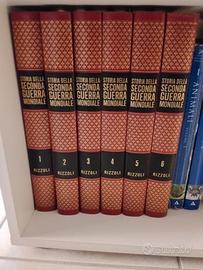 STORIA DELLA
SECONDA
GUERRA
MONDIALE
1
RIZZOLI
STORIA DELLA
SECONDA
GUERRA
MONDIALE
2
RIZZOLI
STORIA DELLA
SECONDA
GUERRA
MONDIALE
3
RIZZOLI
STORIA DELLA
SECONDA
GUERRA
MONDIALE
4
RIZZOLI
STORIA DELLA
SECONDA
GUERRA
MONDIALE
5
RIZZOLI
STORIA DELLA
SECONDA
GUERRA
MONDIALE
6
RIZZOLI
ANIMALI